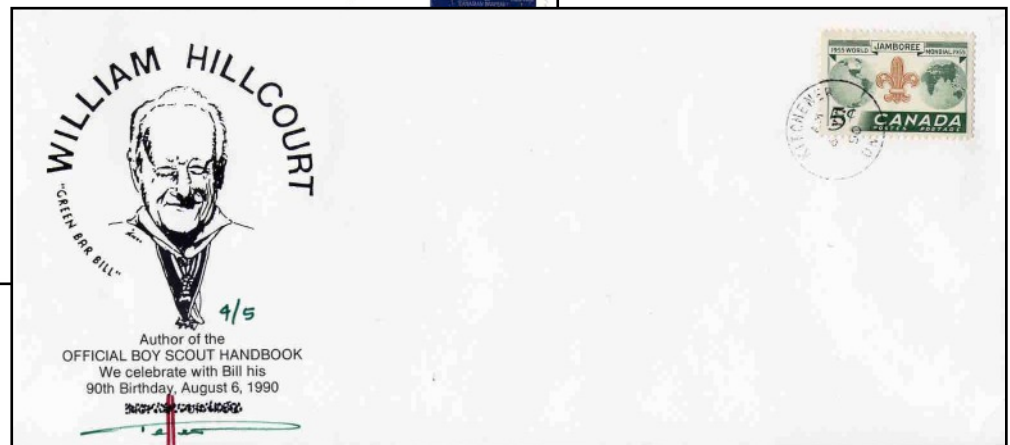 WILLIAM HILLCOURT
"GREEN BAR BILL"
4/5
Author of the
OFFICIAL BOY SCOUT HANDBOOK
We celebrate with Bill his
90th Birthday, August 6, 1990
1955 WORLD JAMBOREE MONDIAL 1955
5¢ CANADA
POSTES POSTAGE
KITCHENER